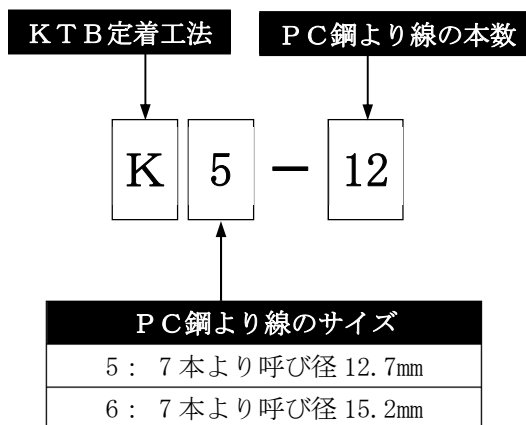 ＫＴＢ定着工法
ＰＣ鋼より線の本数
K 5 － 12
ＰＣ鋼より線のサイズ
5： 7本より呼び径12.7㎜
6： 7本より呼び径15.2㎜